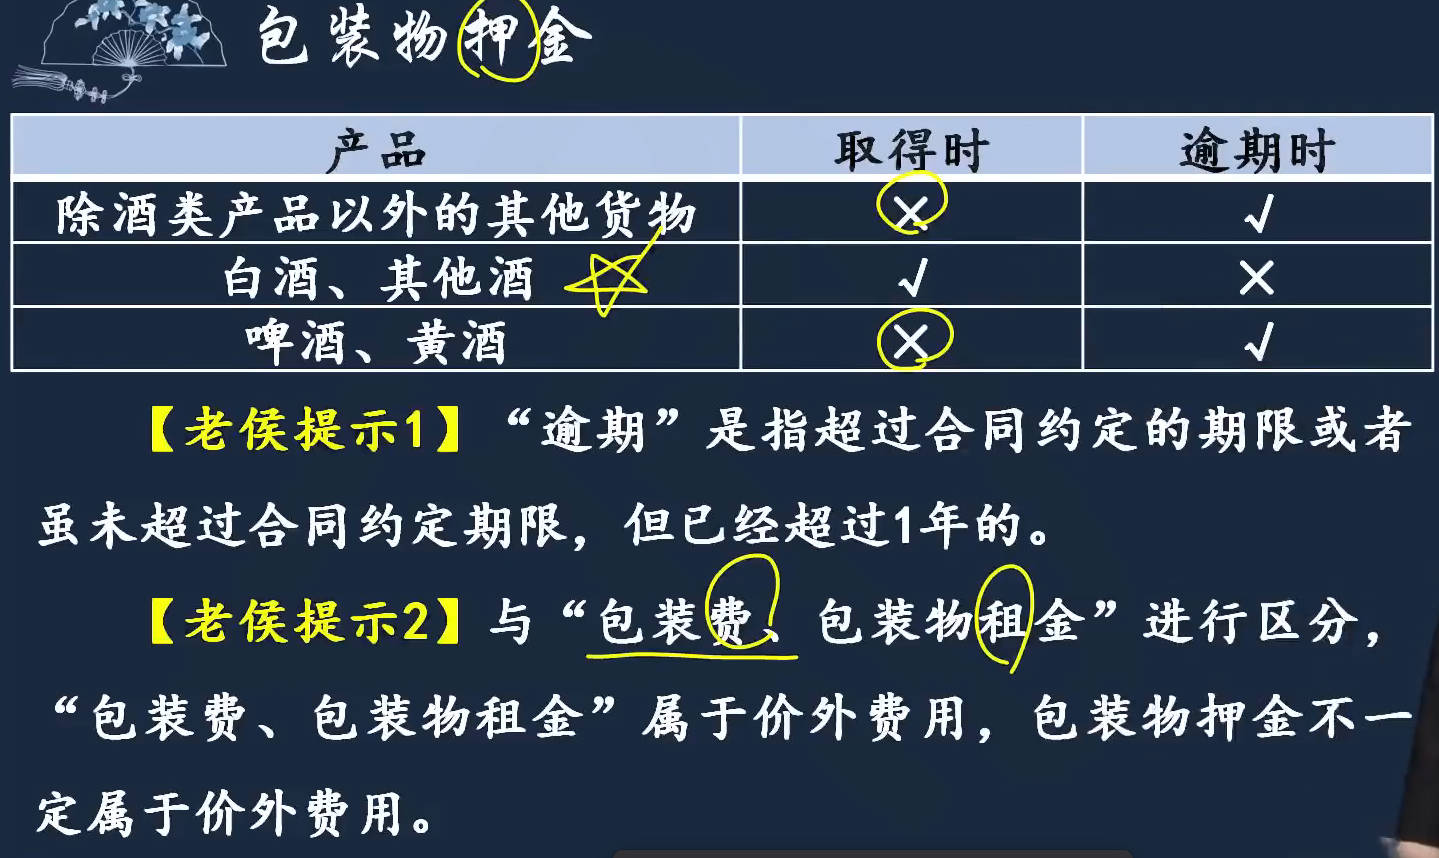 包装物押金
产品 取得时 逾期时
除酒类产品以外的其他货物 × √
白酒、其他酒 √ ×
啤酒、黄酒 × √
【老侯提示1】“逾期”是指超过合同约定的期限或者
虽未超过合同约定期限，但已经超过1年的。
【老侯提示2】与“包装费、包装物租金”进行区分，
“包装费、包装物租金”属于价外费用，包装物押金不一
定属于价外费用。